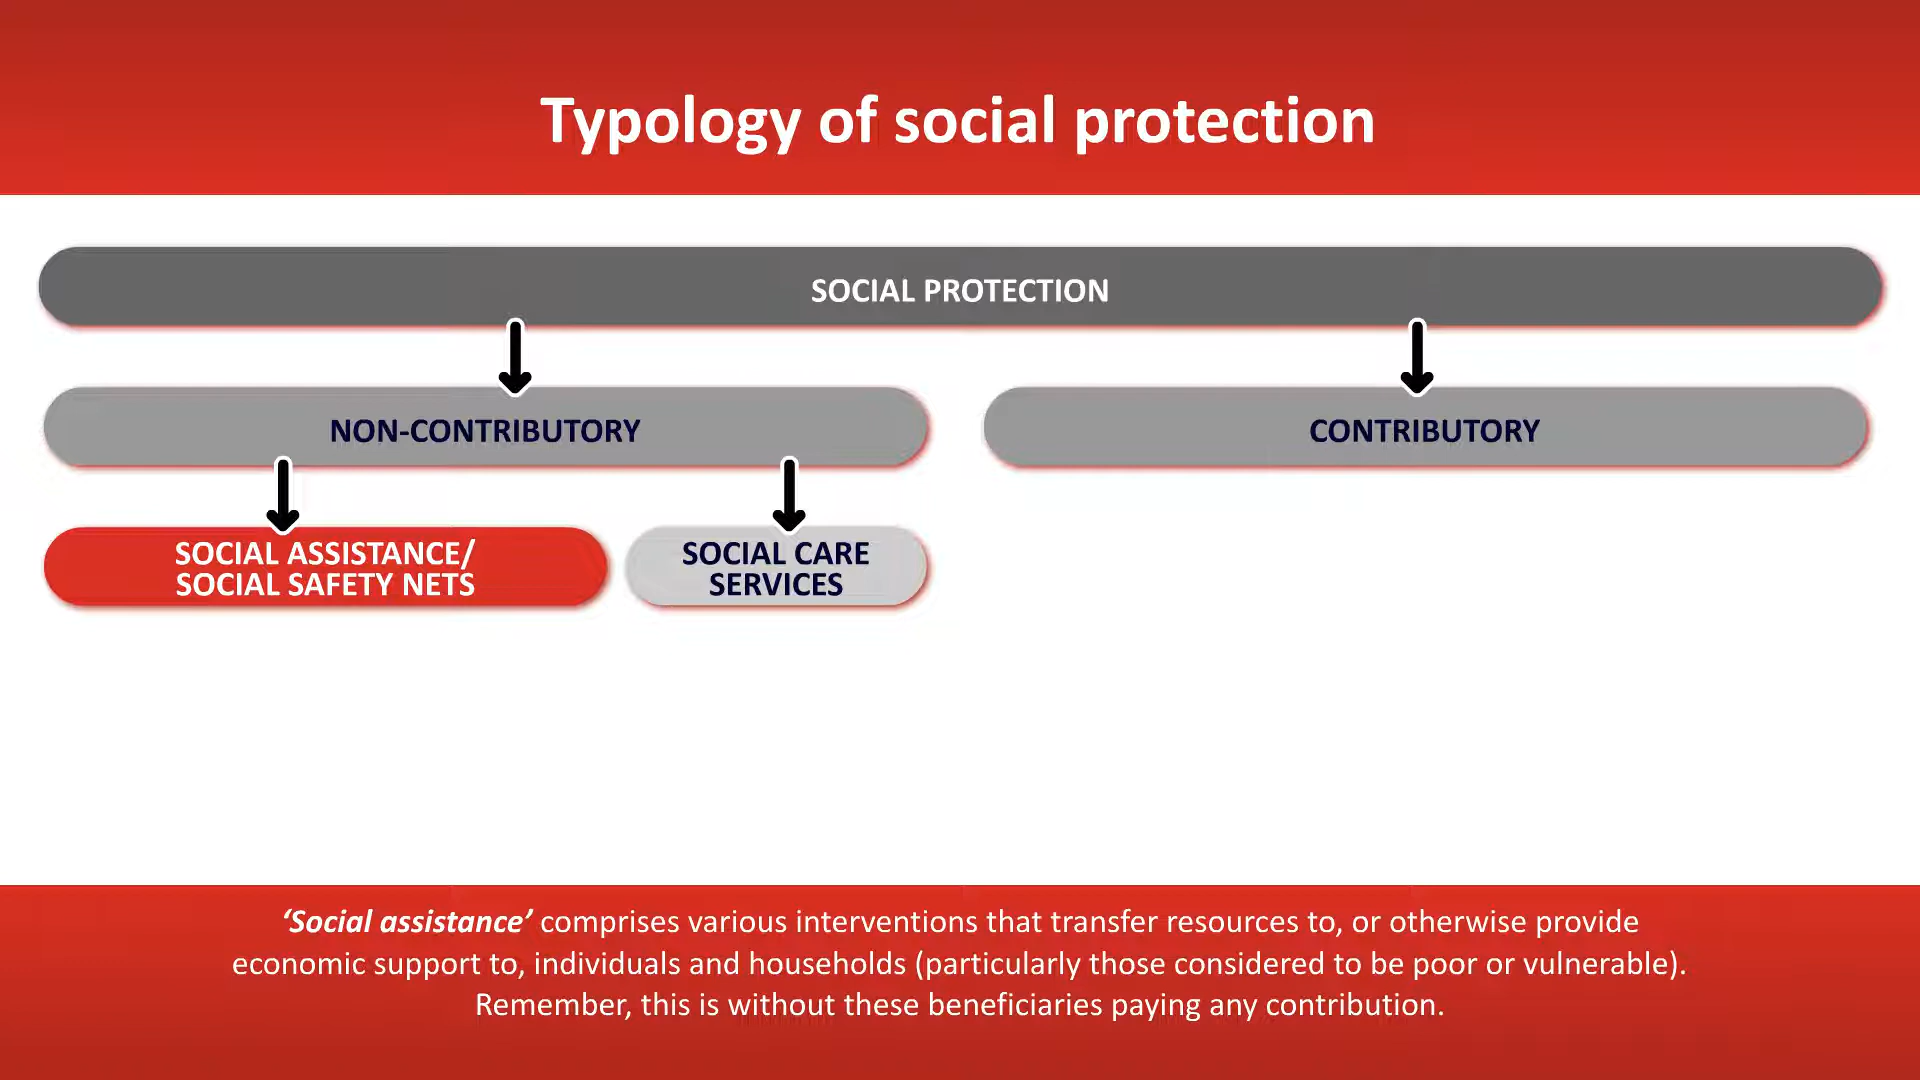 Typology of social protection
SOCIAL PROTECTION
NON-CONTRIBUTORY
CONTRIBUTORY
SOCIAL ASSISTANCE/
SOCIAL SAFETY NETS
SOCIAL CARE
SERVICES
‘Social assistance’ comprises various interventions that transfer resources to, or otherwise provide
economic support to, individuals and households (particularly those considered to be poor or vulnerable).
Remember, this is without these beneficiaries paying any contribution.